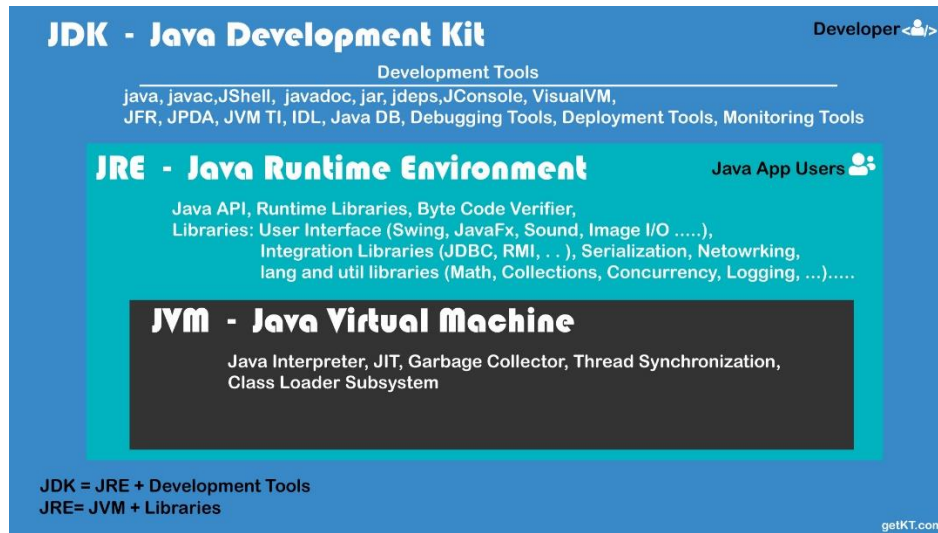 JDK - Java Development Kit
Developer </>
Development Tools
java, javac,JShell, javadoc, jar, jdeps,JConsole, VisualVM,
JFR, JPDA, JVM TI, IDL, Java DB, Debugging Tools, Deployment Tools, Monitoring Tools
JRE - Java Runtime Environment
Java App Users
Java API, Runtime Libraries, Byte Code Verifier,
Libraries: User Interface (Swing, JavaFx, Sound, Image I/O .....),
Integration Libraries (JDBC, RMI, . . ), Serialization, Netowrking,
lang and util libraries (Math, Collections, Concurrency, Logging, ...).....
JVM - Java Virtual Machine
Java Interpreter, JIT, Garbage Collector, Thread Synchronization,
Class Loader Subsystem
JDK = JRE + Development Tools
JRE= JVM + Libraries
getKT.com